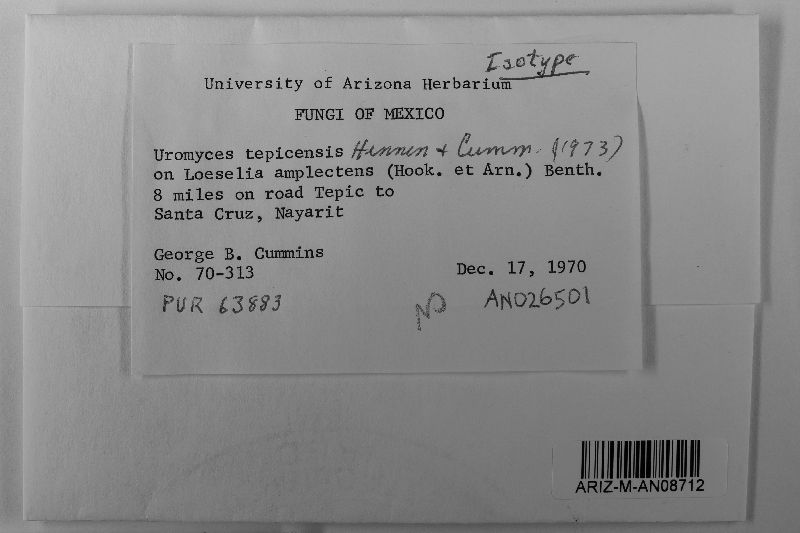 Isotype
University of Arizona Herbarium
FUNGI OF MEXICO
Uromyces tepicensis Hennen & Cumm. (1973)
on Loeselia amplectens (Hook. et Arn.) Benth.
8 miles on road Tepic to
Santa Cruz, Nayarit
George B. Cummins
No. 70-313 Dec. 17, 1970
PUR 63883 NO AN026501
ARIZ-M-AN08712